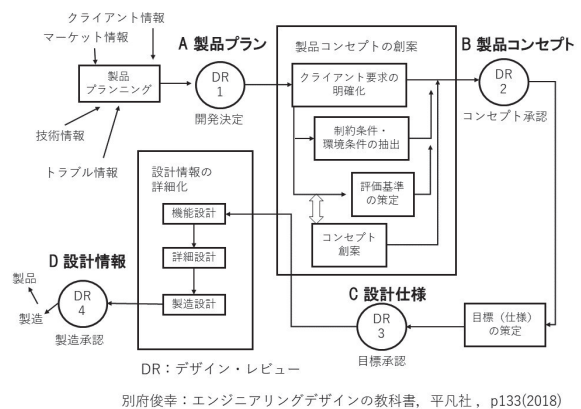 クライアント情報
マーケット情報
製品
プランニング
技術情報
トラブル情報
A 製品プラン
DR
1
開発決定
製品コンセプトの創案
クライアント要求の
明確化
制約条件・
環境条件の抽出
評価基準
の策定
コンセプト
創案
B 製品コンセプト
DR
2
コンセプト承認
目標（仕様）
の策定
C 設計仕様
DR
3
目標承認
設計情報の
詳細化
機能設計
詳細設計
製造設計
D 設計情報
DR
4
製造承認
製品
製造
DR：デザイン・レビュー
別府俊幸：エンジニアリングデザインの教科書，平凡社， p133(2018)